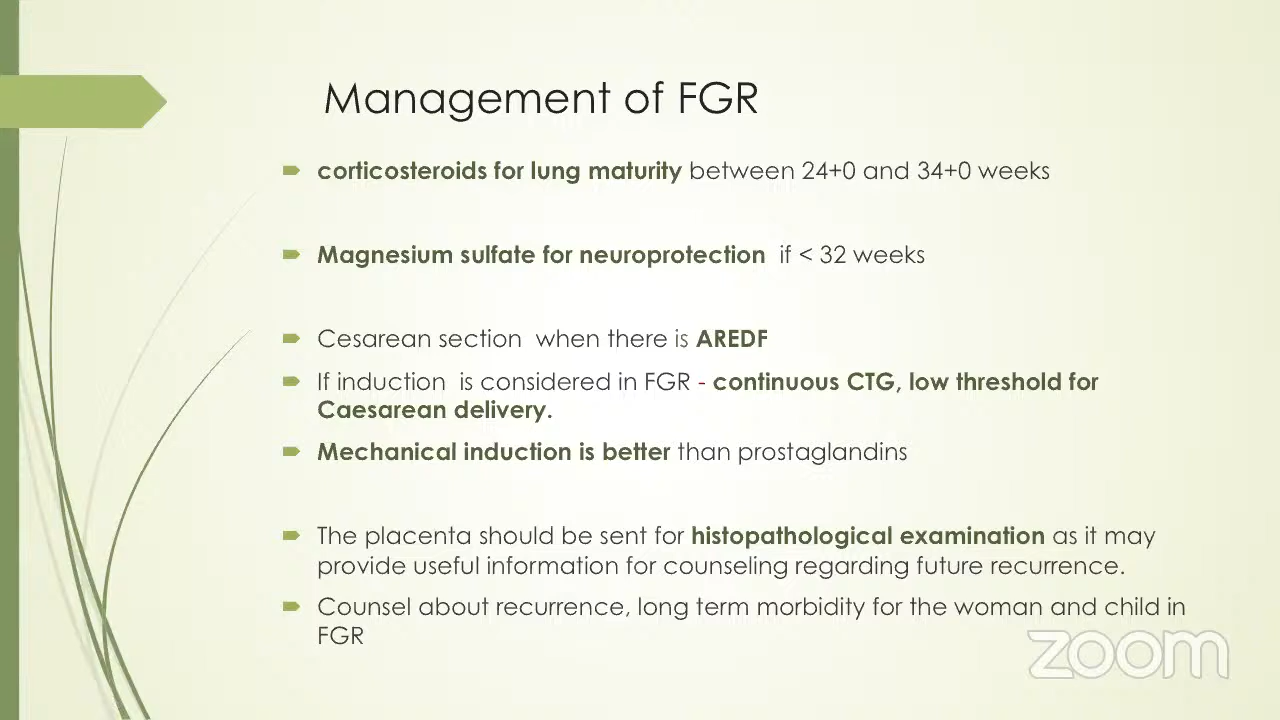 Management of FGR
corticosteroids for lung maturity between 24+0 and 34+0 weeks
Magnesium sulfate for neuroprotection if < 32 weeks
Cesarean section when there is AREDF
If induction is considered in FGR - continuous CTG, low threshold for
Caesarean delivery.
Mechanical induction is better than prostaglandins
The placenta should be sent for histopathological examination as it may
provide useful information for counseling regarding future recurrence.
Counsel about recurrence, long term morbidity for the woman and child in
FGR
zoom